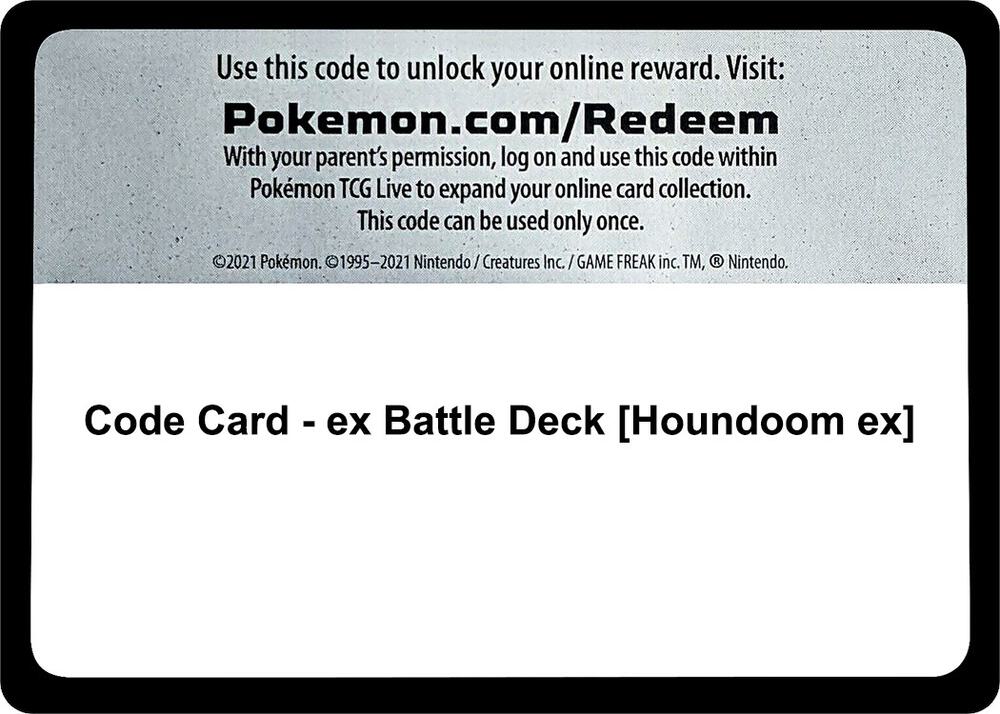 Use this code to unlock your online reward. Visit:
Pokemon.com/Redeem
With your parent's permission, log on and use this code within
Pokémon TCG Live to expand your online card collection.
This code can be used only once.
©2021 Pokémon. ©1995–2021 Nintendo / Creatures Inc. / GAME FREAK inc. TM, ® Nintendo.
Code Card - ex Battle Deck [Houndoom ex]